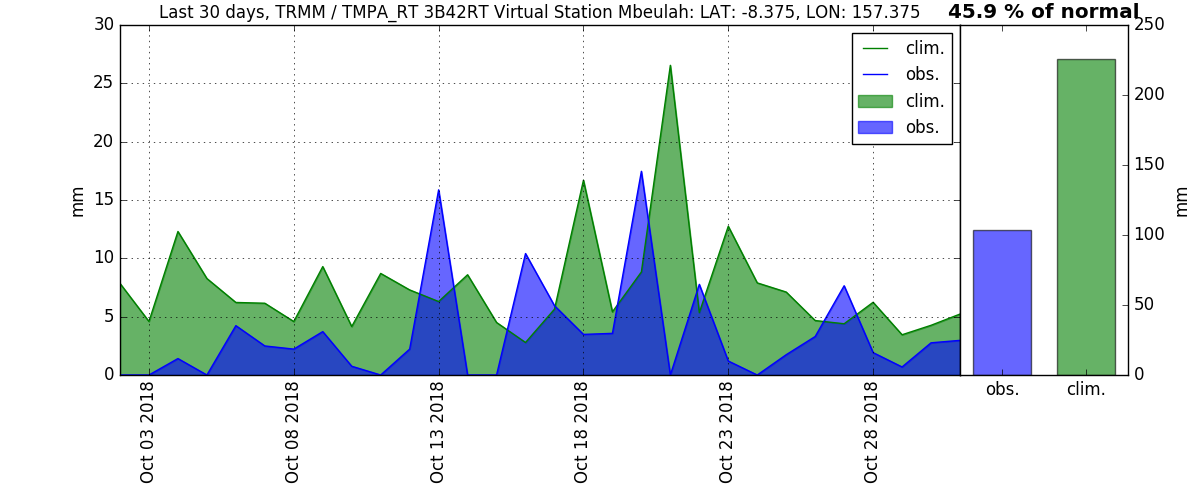 Last 30 days, TRMM / TMPA_RT 3B42RT Virtual Station Mbeulah: LAT: -8.375, LON: 157.375
45.9 % of normal
30
25
20
15
10
5
0
mm
clim.
obs.
clim.
obs.
Oct 03 2018
Oct 08 2018
Oct 13 2018
Oct 18 2018
Oct 23 2018
Oct 28 2018
250
200
150
100
50
0
mm
obs.
clim.